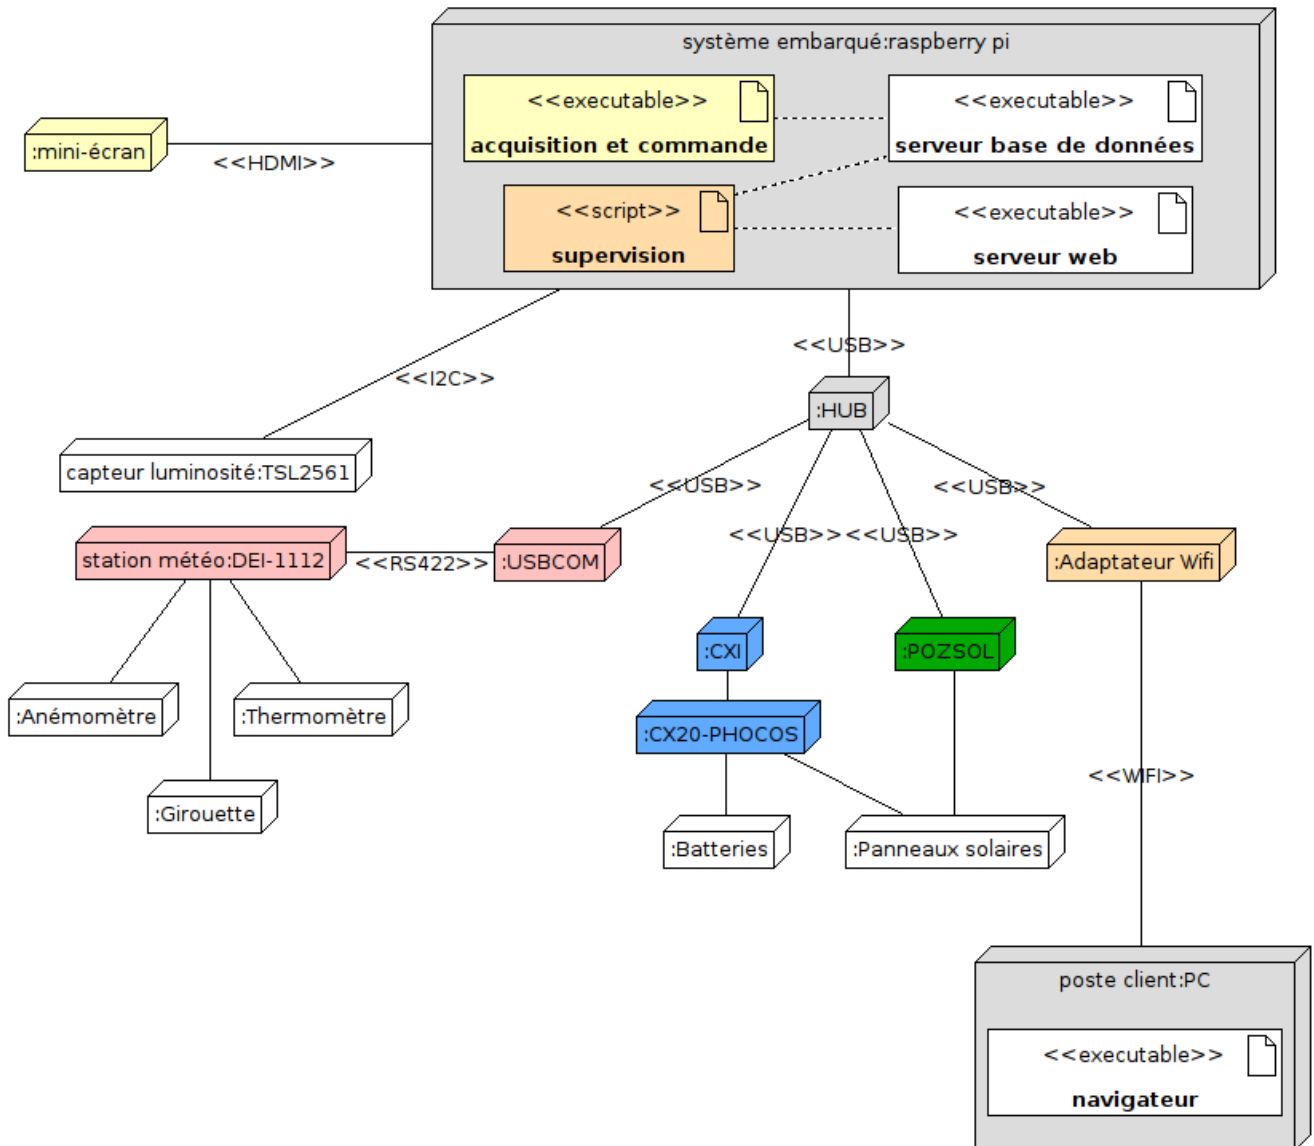 système embarqué:raspberry pi
<<executable>>
acquisition et commande
<<executable>>
serveur base de données
:mini-écran
<<HDMI>>
<<script>>
supervision
<<executable>>
serveur web
<<USB>>
<<I2C>>
:HUB
capteur luminosité:TSL2561
<<USB>>
<<USB>>
<<USB>>
<<USB>>
station météo:DEI-1112
<<RS422>>
:USBCOM
:Adaptateur Wifi
:CXI
:POZSOL
:Anémomètre
:Thermomètre
:CX20-PHOCOS
<<WIFI>>
:Girouette
:Batteries
:Panneaux solaires
poste client:PC
<<executable>>
navigateur